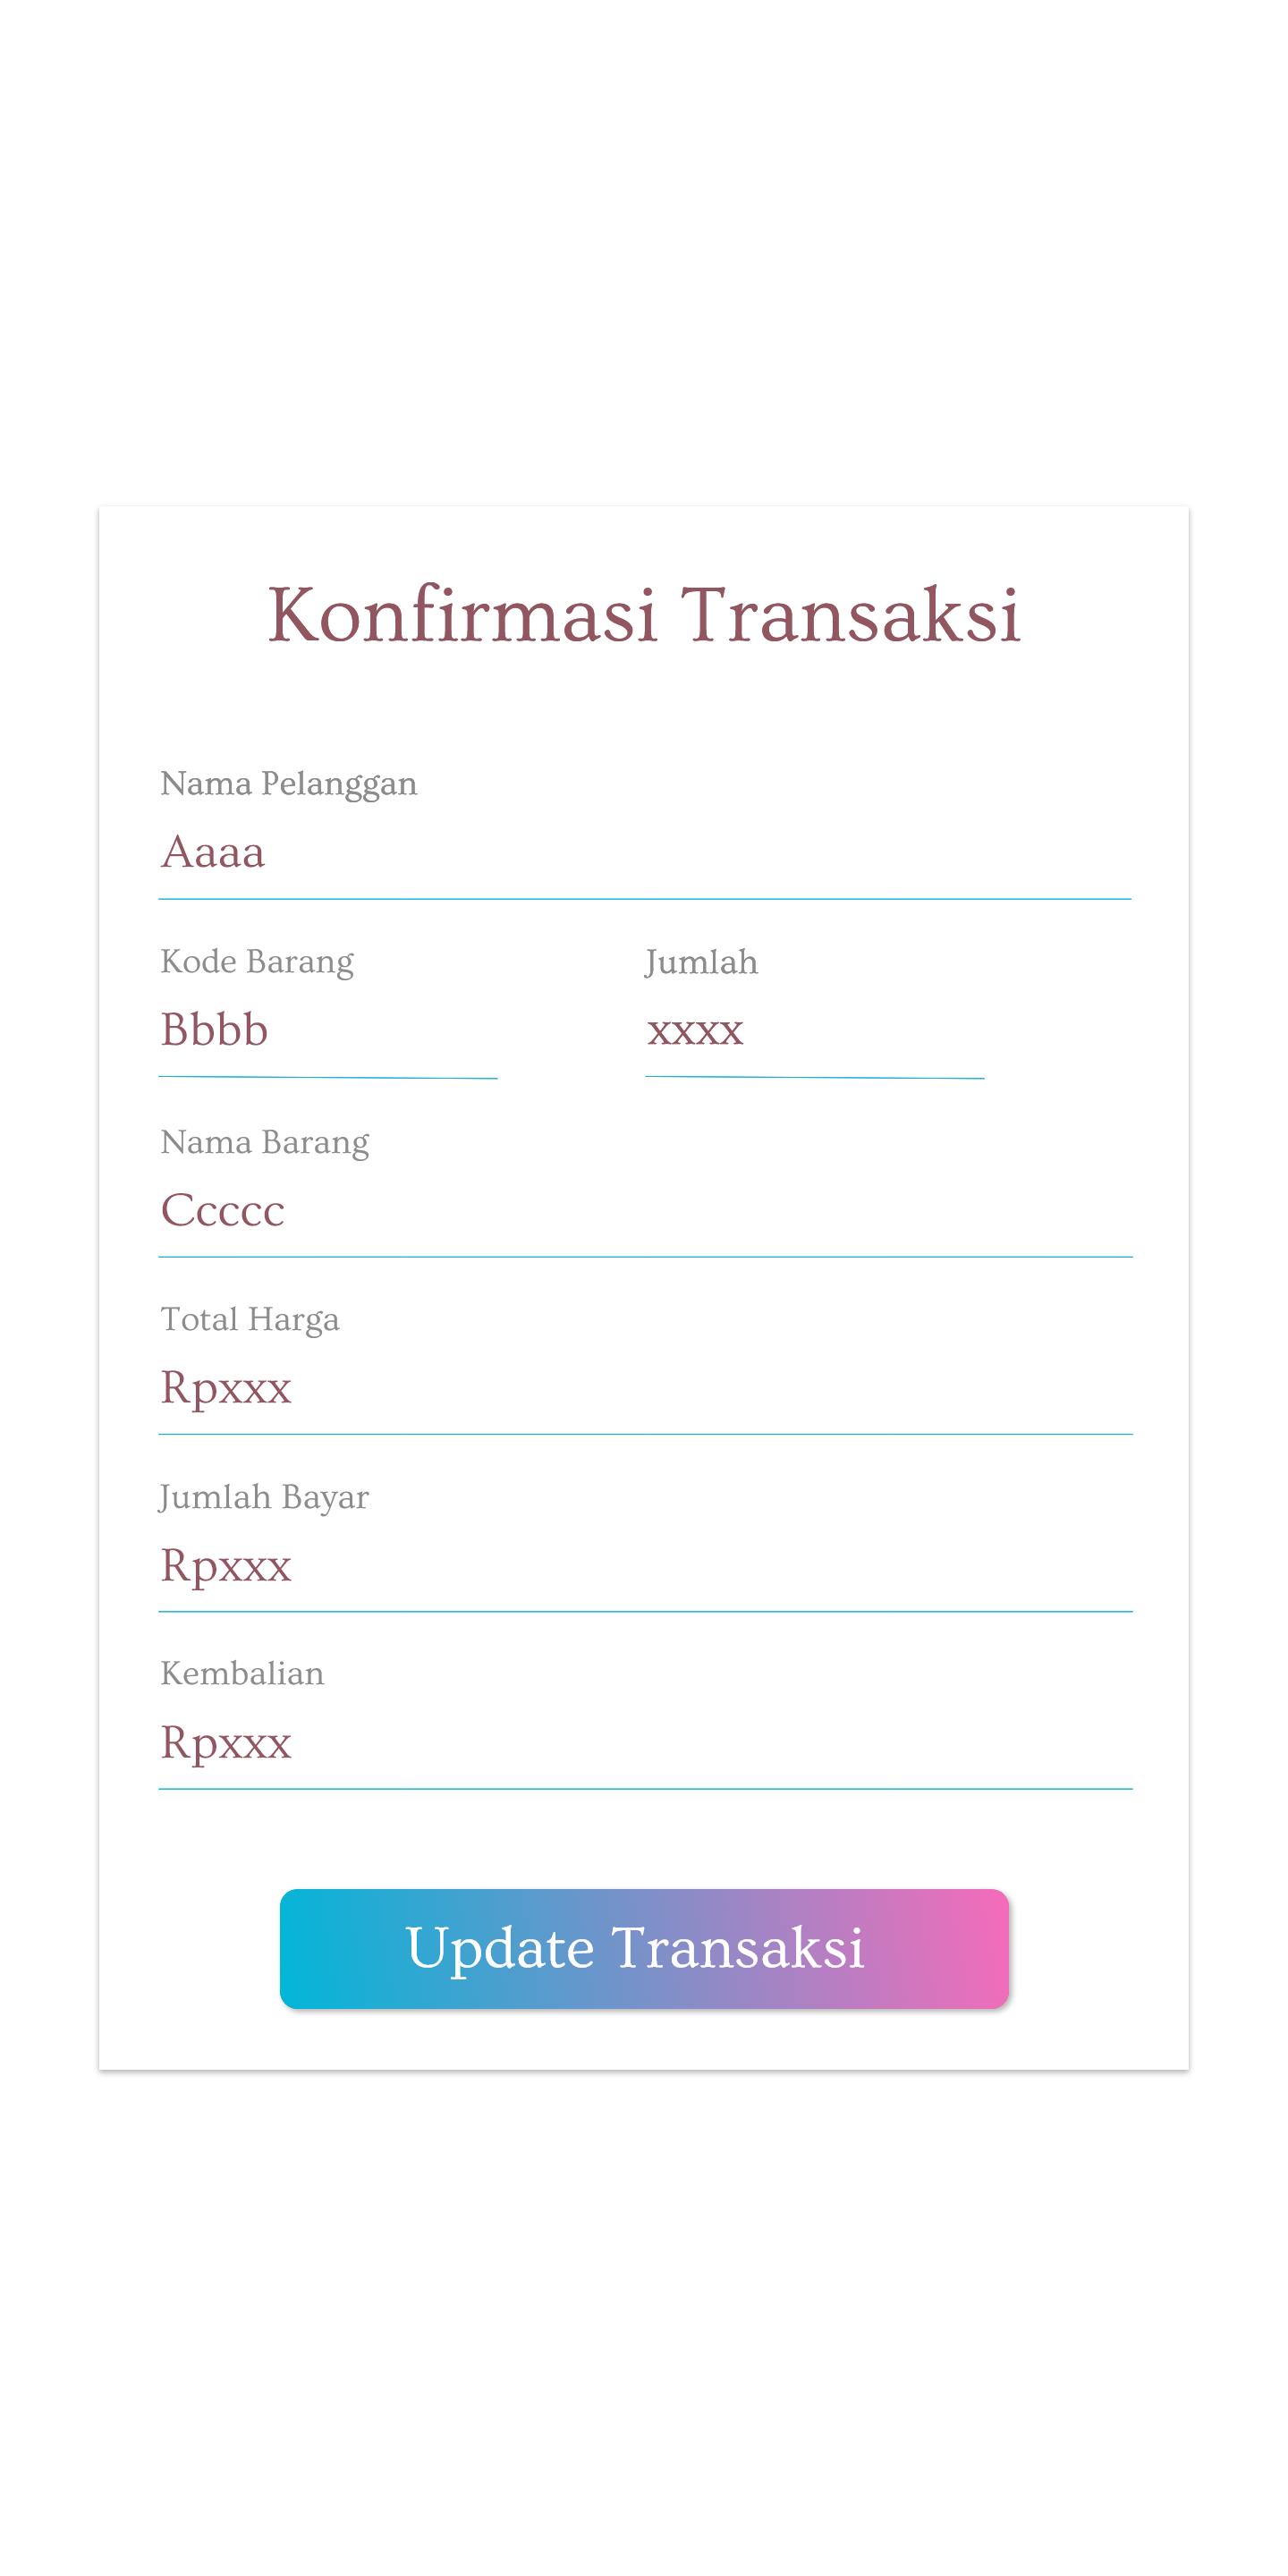 Konfirmasi Transaksi
Nama Pelanggan
Aaaa
Kode Barang
Bbbb
Jumlah
xxxx
Nama Barang
Ccccc
Total Harga
Rpxxx
Jumlah Bayar
Rpxxx
Kembalian
Rpxxx
Update Transaksi